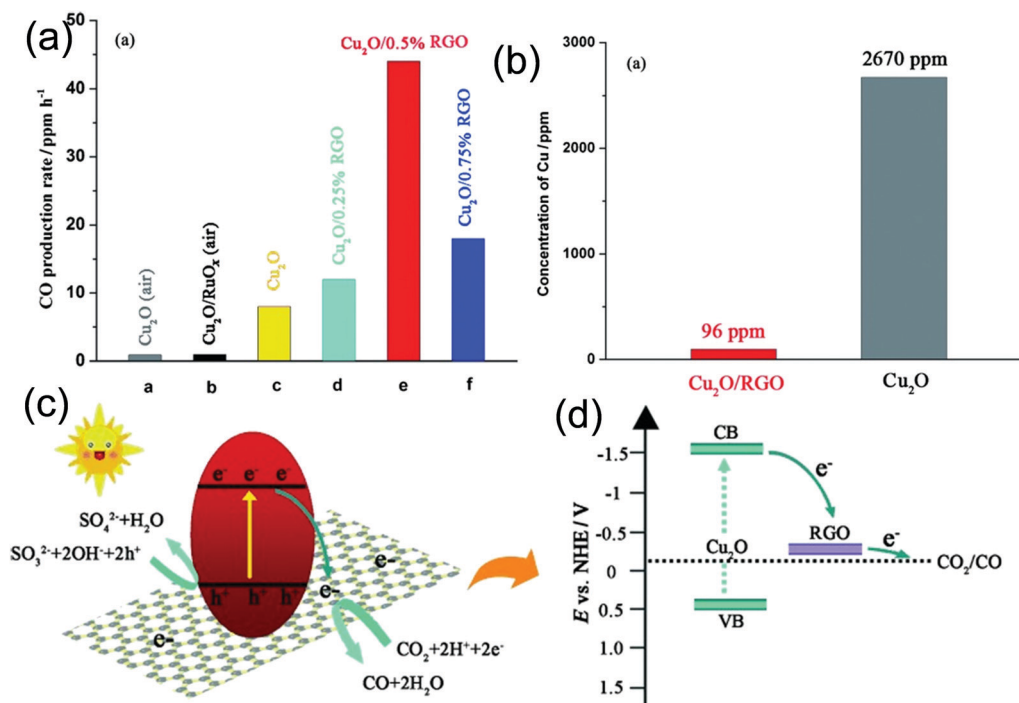 (a)
(a)
CO production rate / ppm h⁻¹
50
40
30
20
10
0
Cu₂O (air)
Cu₂O/RuOₓ (air)
Cu₂O
Cu₂O/0.25% RGO
Cu₂O/0.5% RGO
Cu₂O/0.75% RGO
a b c d e f
(b)
(a)
Concentration of Cu / ppm
3000
2000
1000
0
96 ppm
2670 ppm
Cu₂O/RGO
Cu₂O
(c)
e⁻ e⁻ e⁻
SO₄²⁻+H₂O
SO₃²⁻+2OH⁻+2h⁺
h⁺ h⁺ h⁺
e-
e-
e-
CO₂+2H⁺+2e⁻
CO+2H₂O
(d)
E vs. NHE / V
-1.5
-1
-0.5
0
0.5
1.0
1.5
CB
e⁻
Cu₂O
RGO
e⁻
CO₂/CO
VB